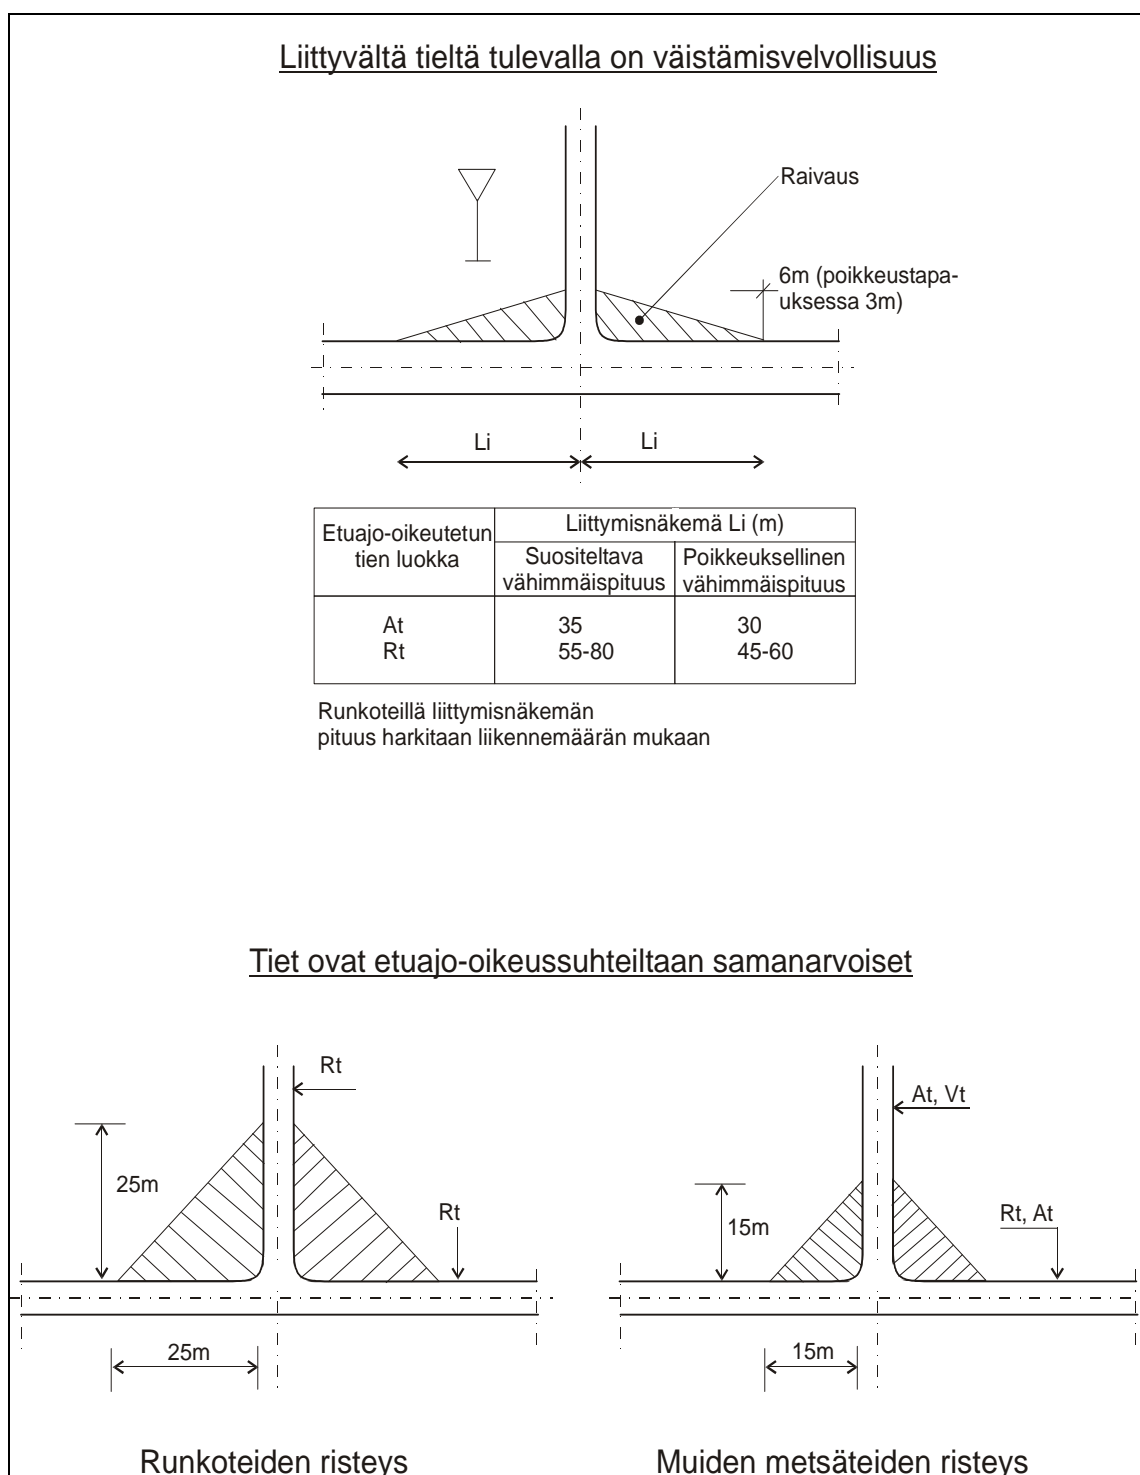 Liittyvältä tieltä tulevalla on väistämisvelvollisuus
Raivaus
6m (poikkeustapa-
uksessa 3m)
Li
Li
Etuajo-oikeutetun
tien luokka
Liittymisnäkemä Li (m)
Suositeltava
vähimmäispituus
Poikkeuksellinen
vähimmäispituus
At 35 30
Rt 55-80 45-60
Runkoteillä liittymisnäkemän
pituus harkitaan liikennemäärän mukaan
Tiet ovat etuajo-oikeussuhteiltaan samanarvoiset
Rt
25m
Rt
25m
Runkoteiden risteys
At, Vt
15m
Rt, At
15m
Muiden metsäteiden risteys